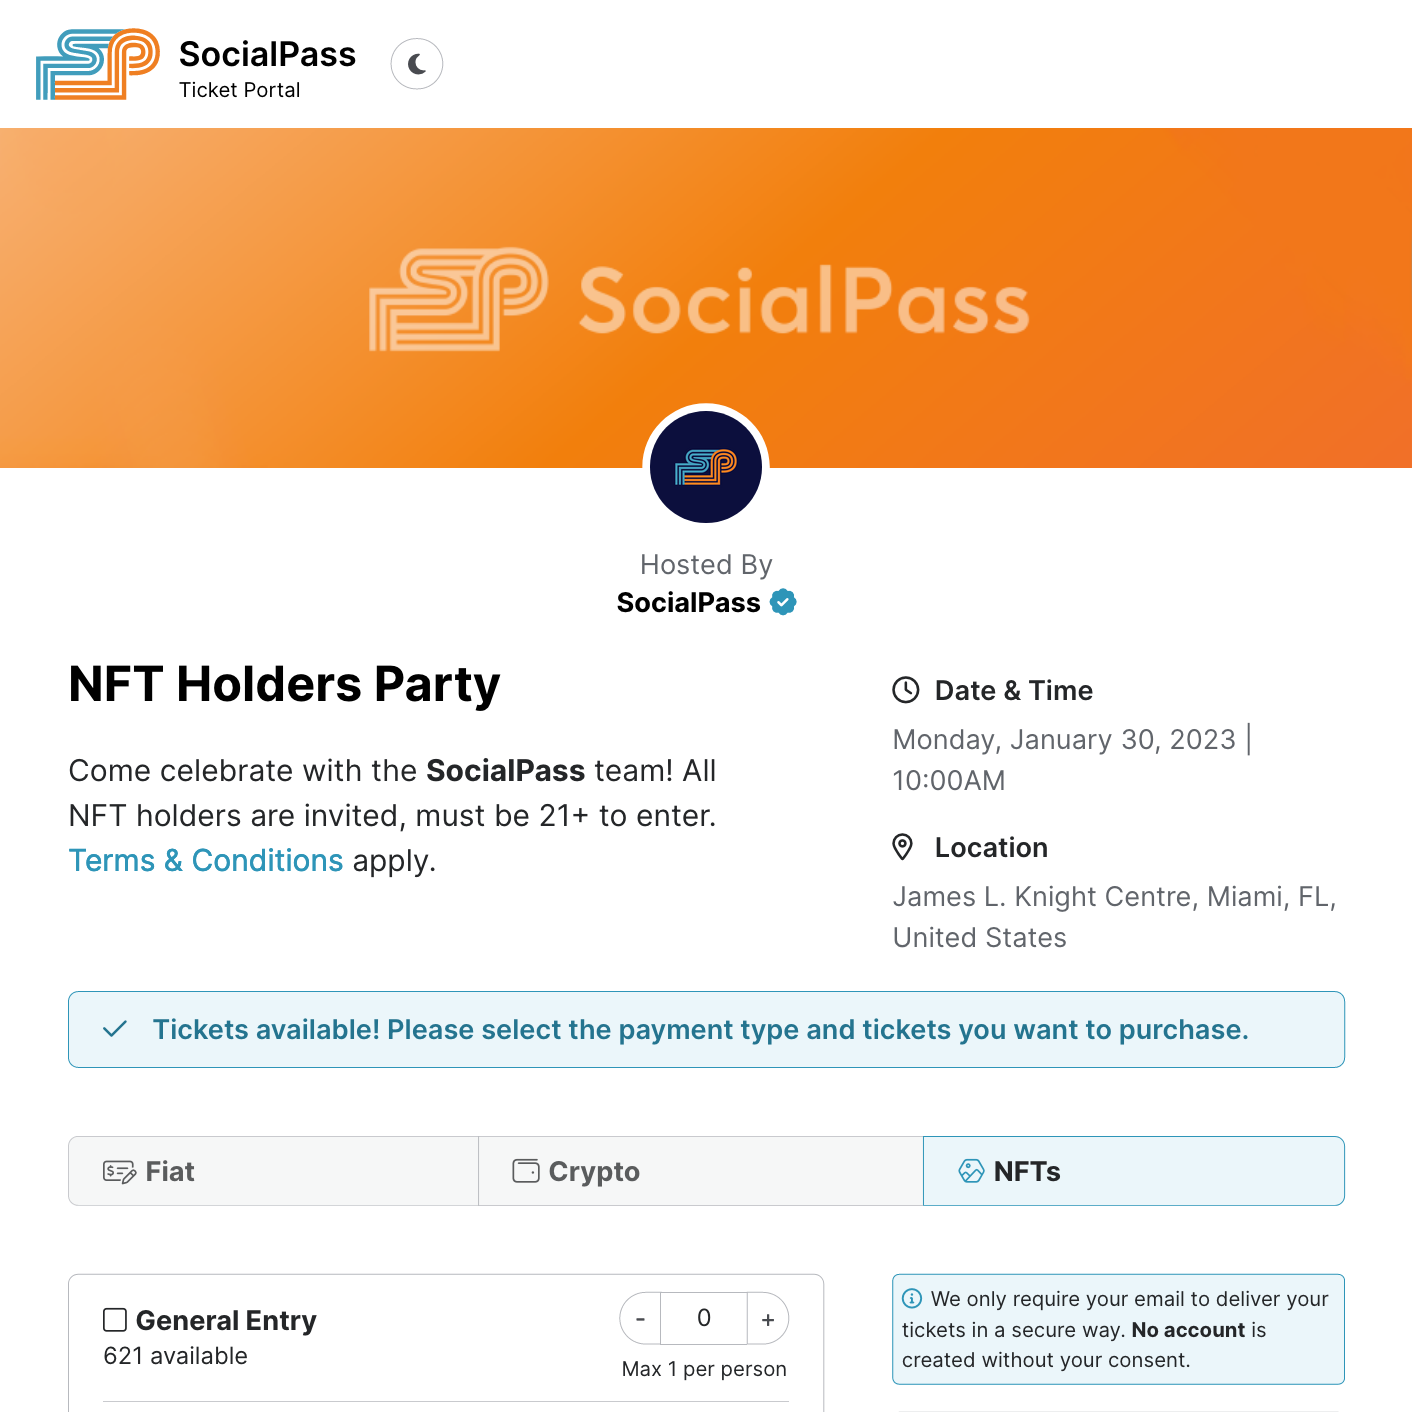 SocialPass
Ticket Portal
SocialPass
Hosted By
SocialPass
NFT Holders Party
Come celebrate with the SocialPass team! All
NFT holders are invited, must be 21+ to enter.
Terms & Conditions apply.
Date & Time
Monday, January 30, 2023 |
10:00AM
Location
James L. Knight Centre, Miami, FL,
United States
Tickets available! Please select the payment type and tickets you want to purchase.
Fiat
Crypto
NFTs
General Entry
621 available
- 0 +
Max 1 per person
We only require your email to deliver your
tickets in a secure way. No account is
created without your consent.